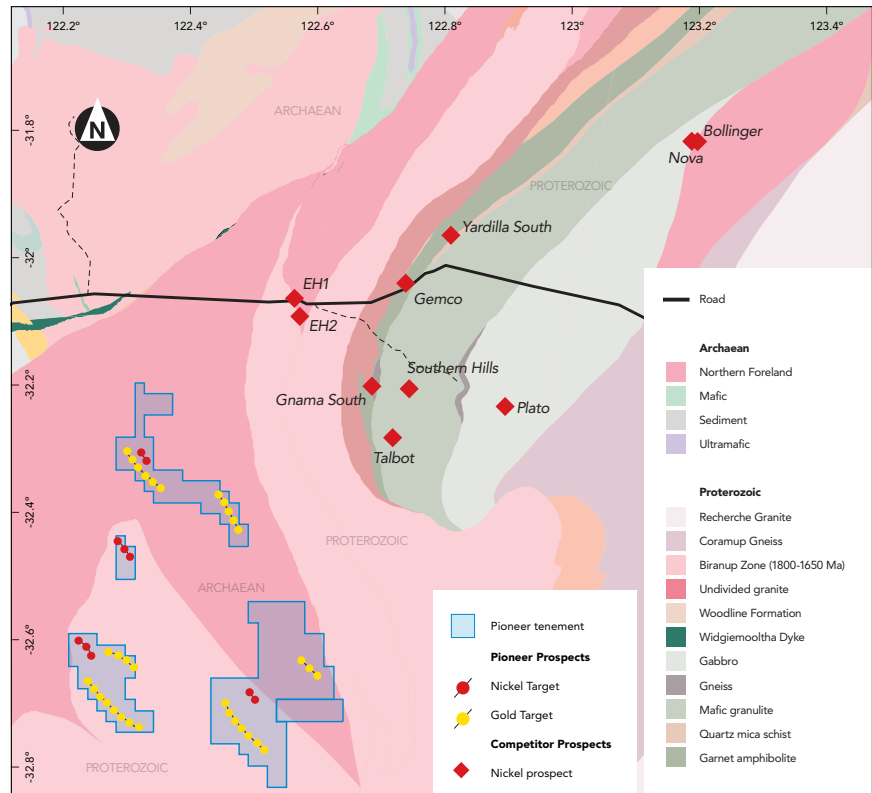 122.2°
122.4°
122.6°
122.8°
123°
123.2°
123.4°
-31.8°
-32°
-32.2°
-32.4°
-32.6°
-32.8°
N
ARCHAEAN
PROTEROZOIC
Bollinger
Nova
Yardilla South
EH1
Gemco
EH2
Southern Hills
Gnama South
Plato
Talbot
PROTEROZOIC
ARCHAEAN
PROTEROZOIC
Pioneer tenement
Pioneer Prospects
Nickel Target
Gold Target
Competitor Prospects
Nickel prospect
Road
Archaean
Northern Foreland
Mafic
Sediment
Ultramafic
Proterozoic
Recherche Granite
Coramup Gneiss
Biranup Zone (1800-1650 Ma)
Undivided granite
Woodline Formation
Widgiemooltha Dyke
Gabbro
Gneiss
Mafic granulite
Quartz mica schist
Garnet amphibolite